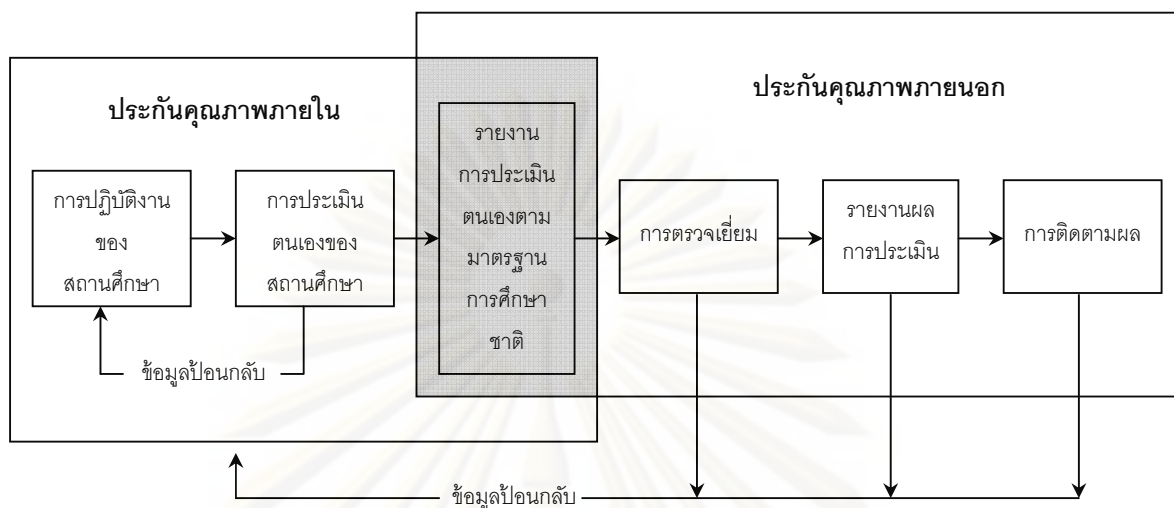 ประกันคุณภาพภายใน
การปฏิบัติงาน
ของ
สถานศึกษา
การประเมิน
ตนเองของ
สถานศึกษา
ข้อมูลป้อนกลับ
รายงาน
การประเมิน
ตนเองตาม
มาตรฐาน
การศึกษา
ชาติ
ประกันคุณภาพภายนอก
การตรวจเยี่ยม
รายงานผล
การประเมิน
การติดตามผล
ข้อมูลป้อนกลับ